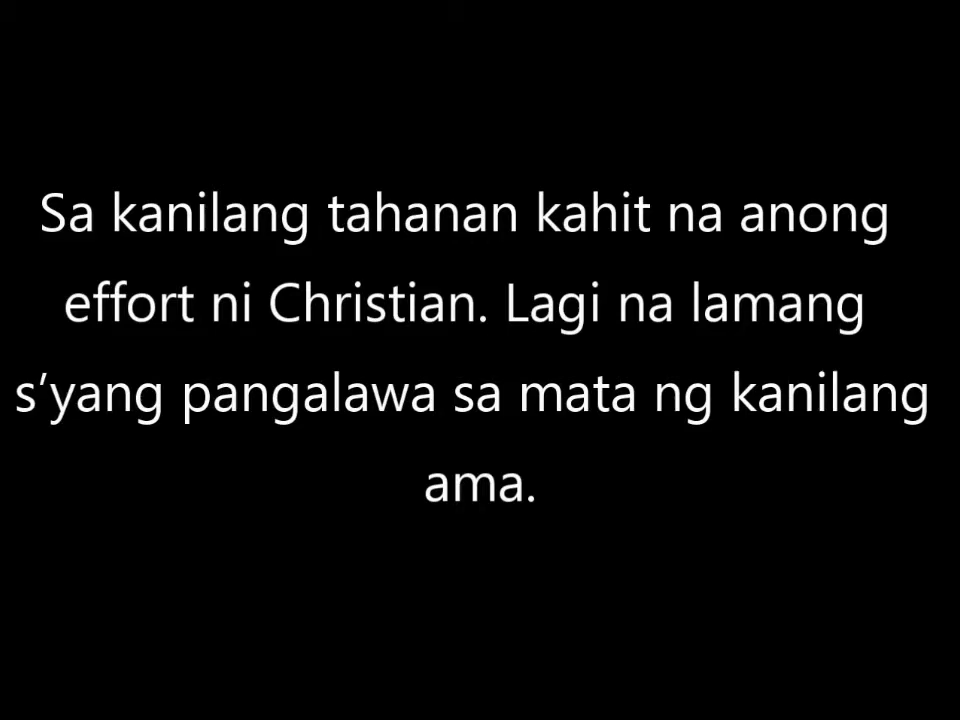 Sa kanilang tahanan kahit na anong
effort ni Christian. Lagi na lamang
s’yang pangalawa sa mata ng kanilang
ama.